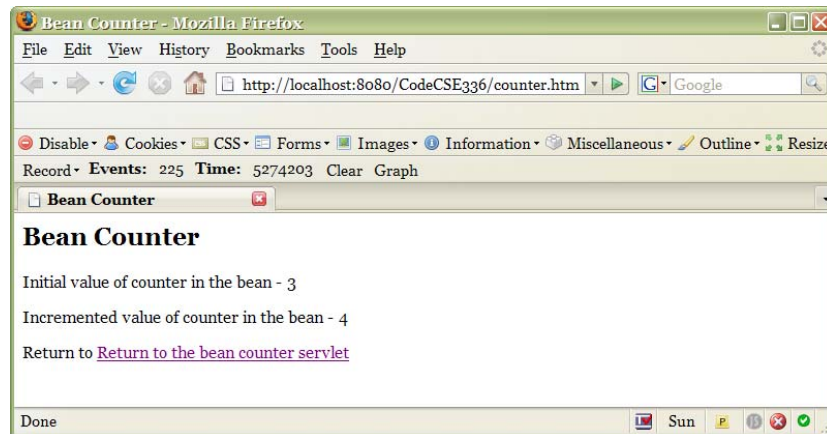 Bean Counter - Mozilla Firefox
File Edit View History Bookmarks Tools Help
http://localhost:8080/CodeCSE336/counter.htm G Google
Disable Cookies CSS Forms Images Information Miscellaneous Outline Resize
Record Events: 225 Time: 5274203 Clear Graph
Bean Counter
Bean Counter
Initial value of counter in the bean - 3
Incremented value of counter in the bean - 4
Return to Return to the bean counter servlet
Done Sun P